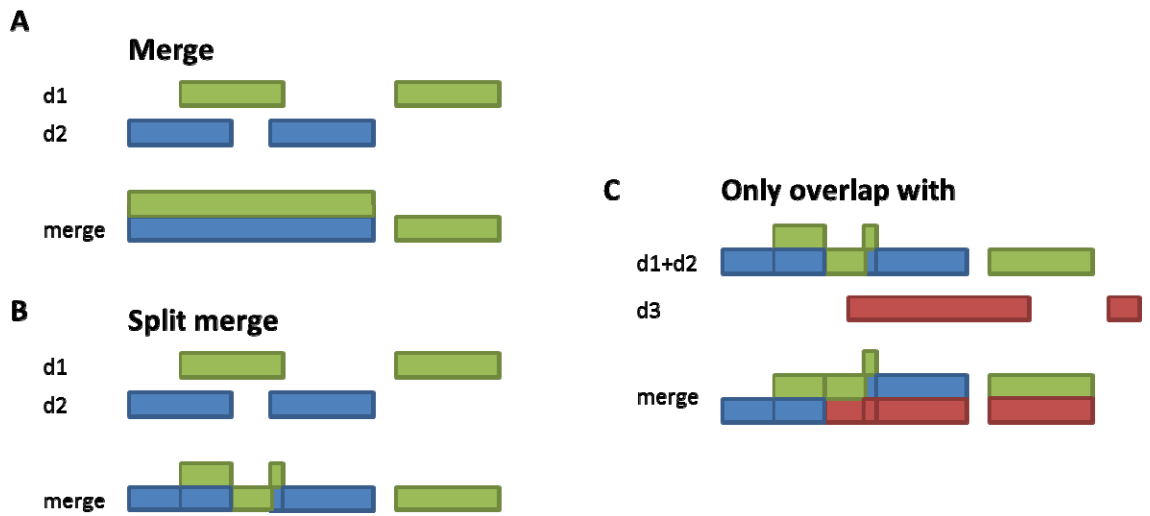 A
Merge
d1
d2
merge
B
Split merge
d1
d2
merge
C
Only overlap with
d1+d2
d3
merge